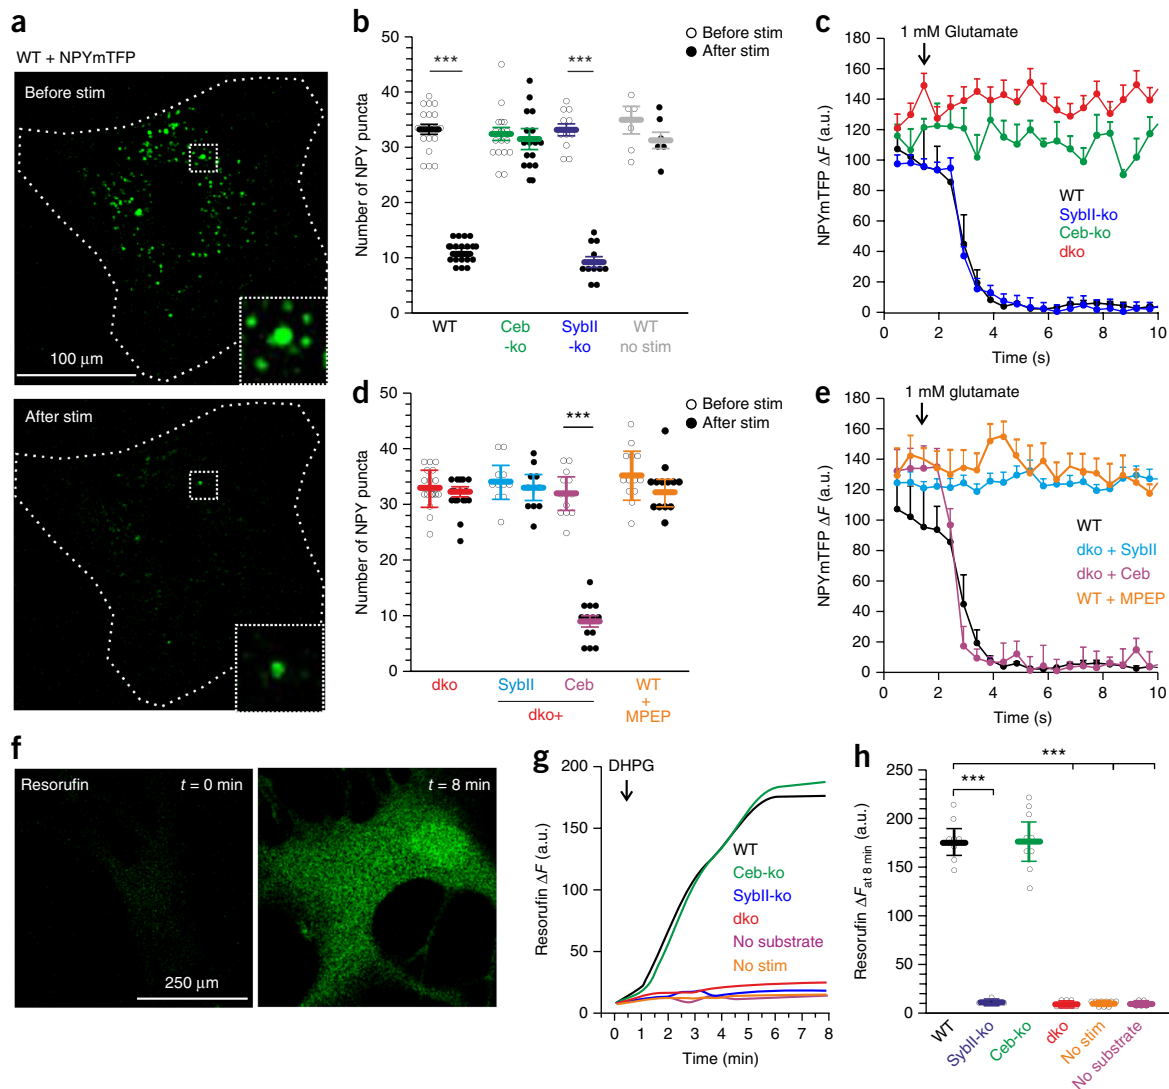 a
WT + NPYmTFP
Before stim
100 μm
After stim
b
Before stim
After stim
Number of NPY puncta
50
40
30
20
10
0
***
***
WT
Ceb
-ko
SybII
-ko
WT
no stim
c
1 mM Glutamate
NPYmTFP ΔF (a.u.)
180
160
140
120
100
80
60
40
20
0
WT
SybII-ko
Ceb-ko
dko
0 2 4 6 8 10
Time (s)
d
Before stim
After stim
Number of NPY puncta
50
40
30
20
10
0
***
dko
SybII
Ceb
dko+
WT
+
MPEP
e
1 mM glutamate
NPYmTFP ΔF (a.u.)
180
160
140
120
100
80
60
40
20
0
WT
dko + SybII
dko + Ceb
WT + MPEP
0 2 4 6 8 10
Time (s)
f
Resorufin
t = 0 min
250 μm
t = 8 min
g
DHPG
Resorufin ΔF (a.u.)
200
150
100
50
0
WT
Ceb-ko
SybII-ko
dko
No substrate
No stim
0 1 2 3 4 5 6 7 8
Time (min)
h
Resorufin ΔFat 8 min (a.u.)
250
200
150
100
50
0
***
***
WT
SybII-ko
Ceb-ko
dko
No stim
No substrate